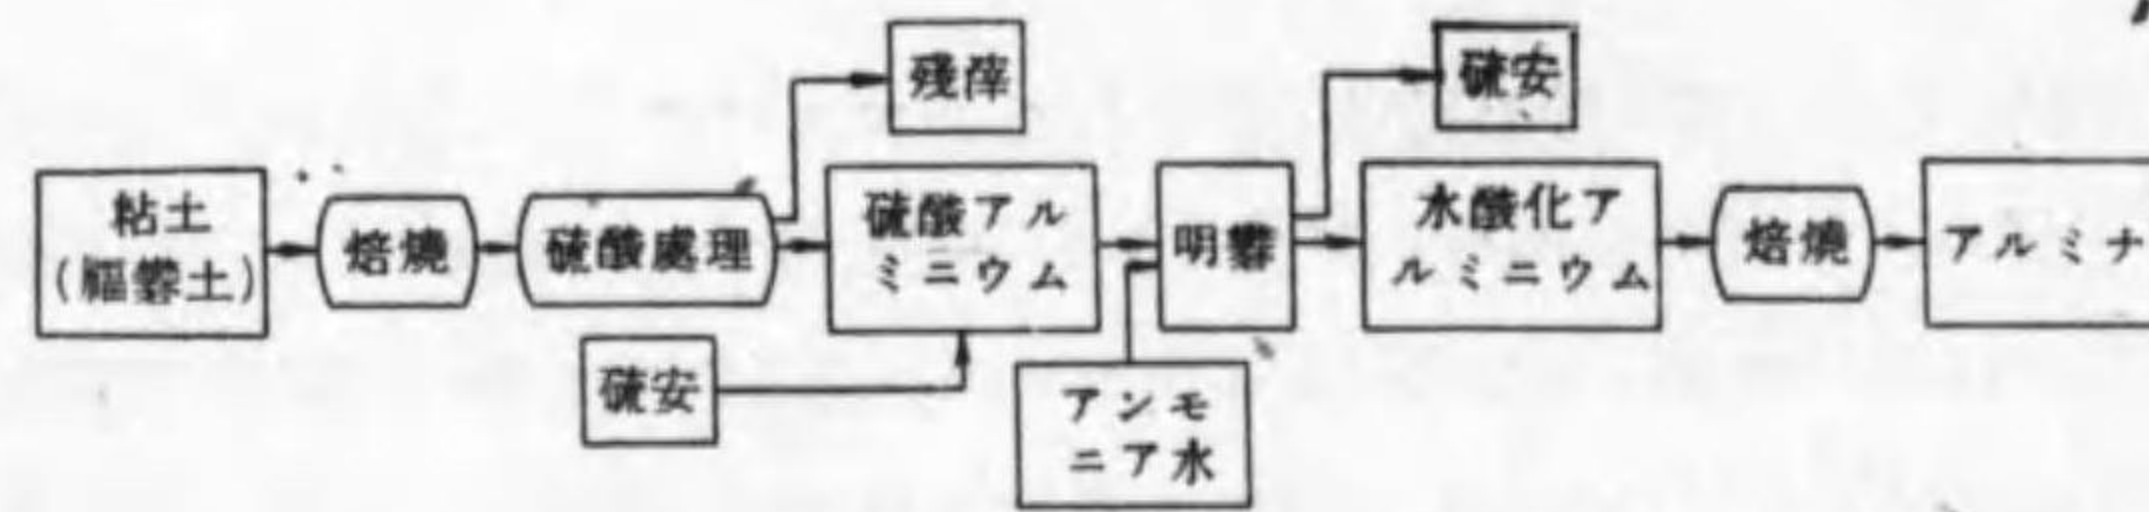 殘滓
硫安
粘土
(礬土)
焙燒
硫酸處理
硫酸アル
ミニウム
明礬
水酸化ア
ルミニウム
焙燒
アルミナ
硫安
アンモ
ニア水